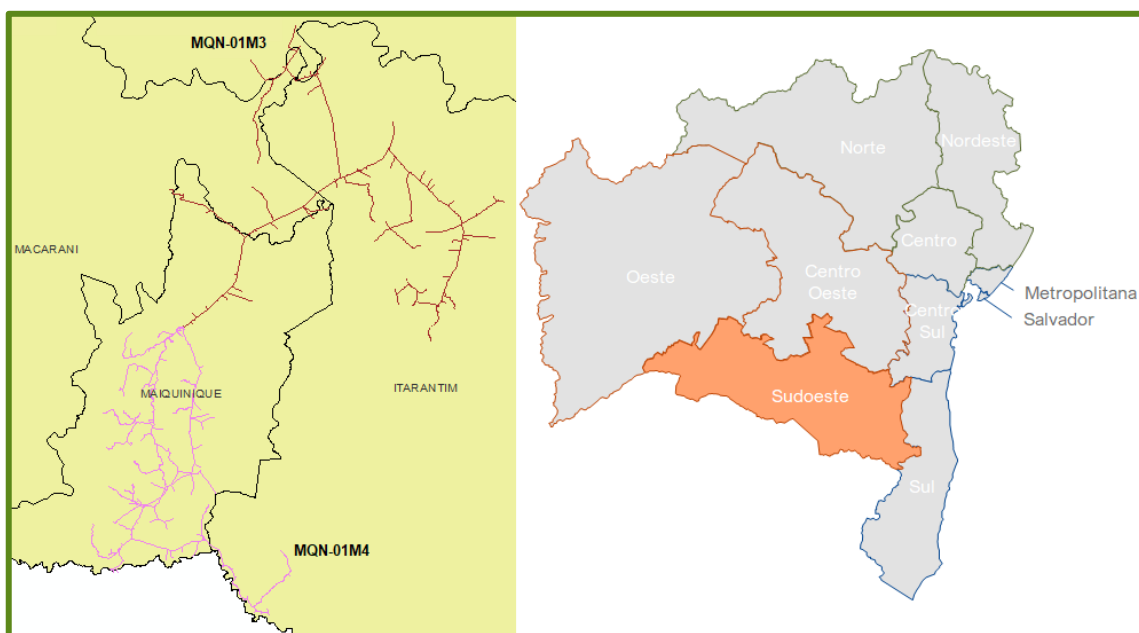 MQN-01M3
MACARANI
MAIQUINIQUE
ITARANTIM
MQN-01M4
Norte
Nordeste
Oeste
Centro
Oeste
Centro
Metropolitana
Salvador
Centro
Sul
Sudoeste
Sul